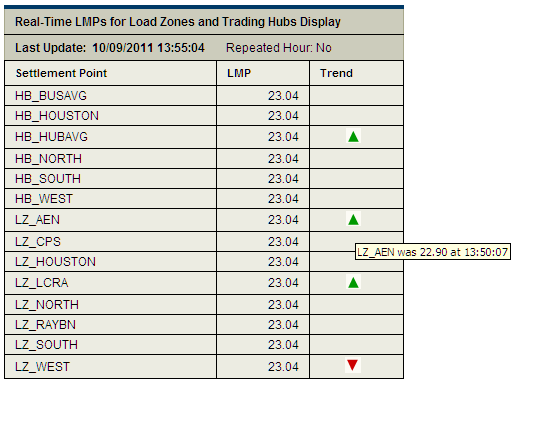 Real-Time LMPs for Load Zones and Trading Hubs Display
Last Update: 10/09/2011 13:55:04 Repeated Hour: No
Settlement Point LMP Trend
HB_BUSAVG 23.04
HB_HOUSTON 23.04
HB_HUBAVG 23.04
HB_NORTH 23.04
HB_SOUTH 23.04
HB_WEST 23.04
LZ_AEN 23.04
LZ_CPS 23.04
LZ_AEN was 22.90 at 13:50:07
LZ_HOUSTON 23.04
LZ_LCRA 23.04
LZ_NORTH 23.04
LZ_RAYBN 23.04
LZ_SOUTH 23.04
LZ_WEST 23.04